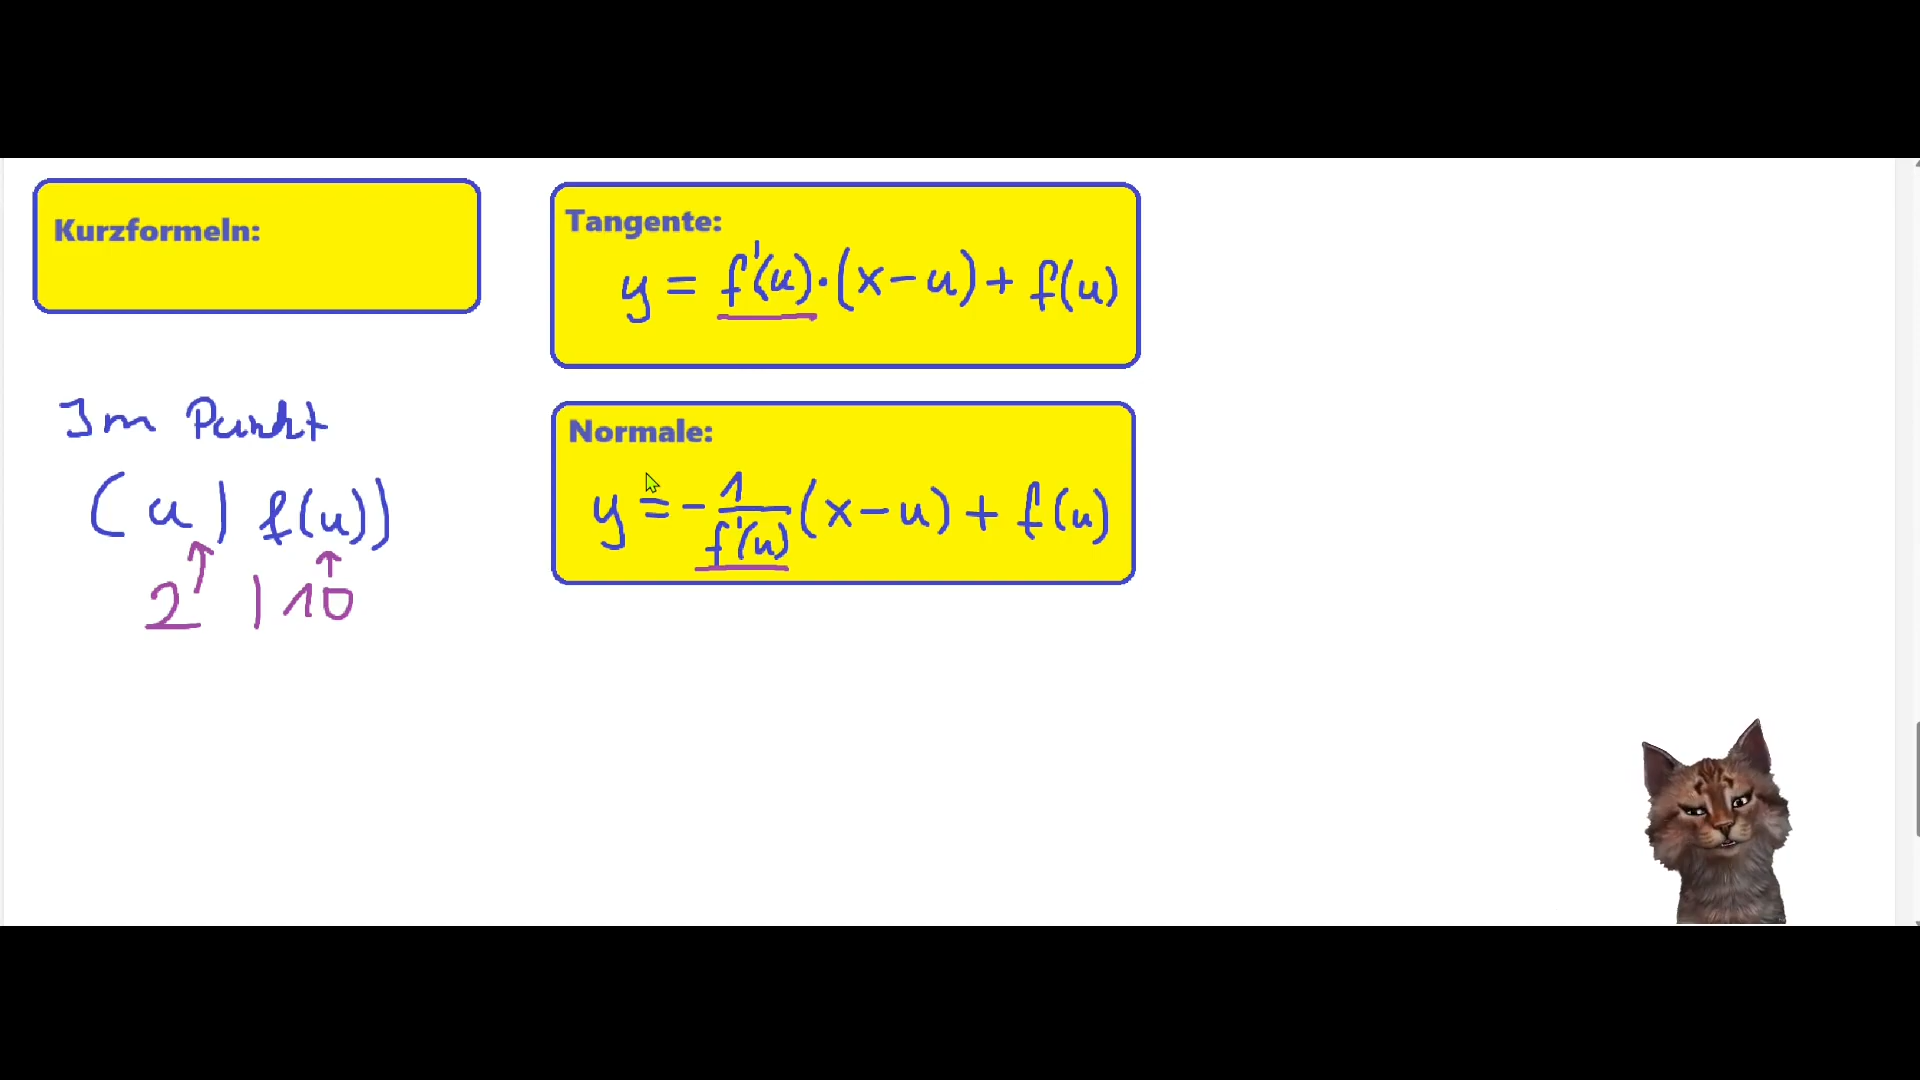 Kurzformeln:
Im Punkt
(u | f(u))
2 | 10
Tangente:
y = f'(u)·(x-u)+f(u)
Normale:
y = - 1/f'(u) (x-u) + f(u)